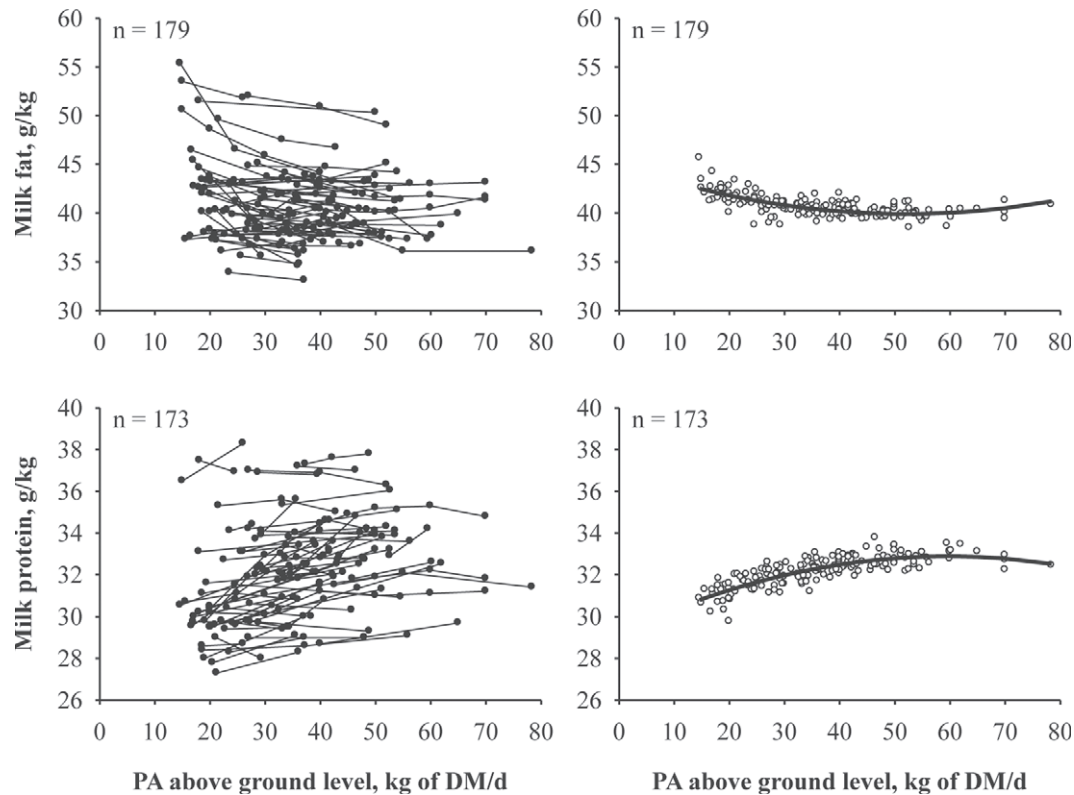 n = 179
Milk fat, g/kg
60
55
50
45
40
35
30
0 10 20 30 40 50 60 70 80
n = 179
60
55
50
45
40
35
30
0 10 20 30 40 50 60 70 80
n = 173
Milk protein, g/kg
40
38
36
34
32
30
28
26
0 10 20 30 40 50 60 70 80
PA above ground level, kg of DM/d
n = 173
40
38
36
34
32
30
28
26
0 10 20 30 40 50 60 70 80
PA above ground level, kg of DM/d